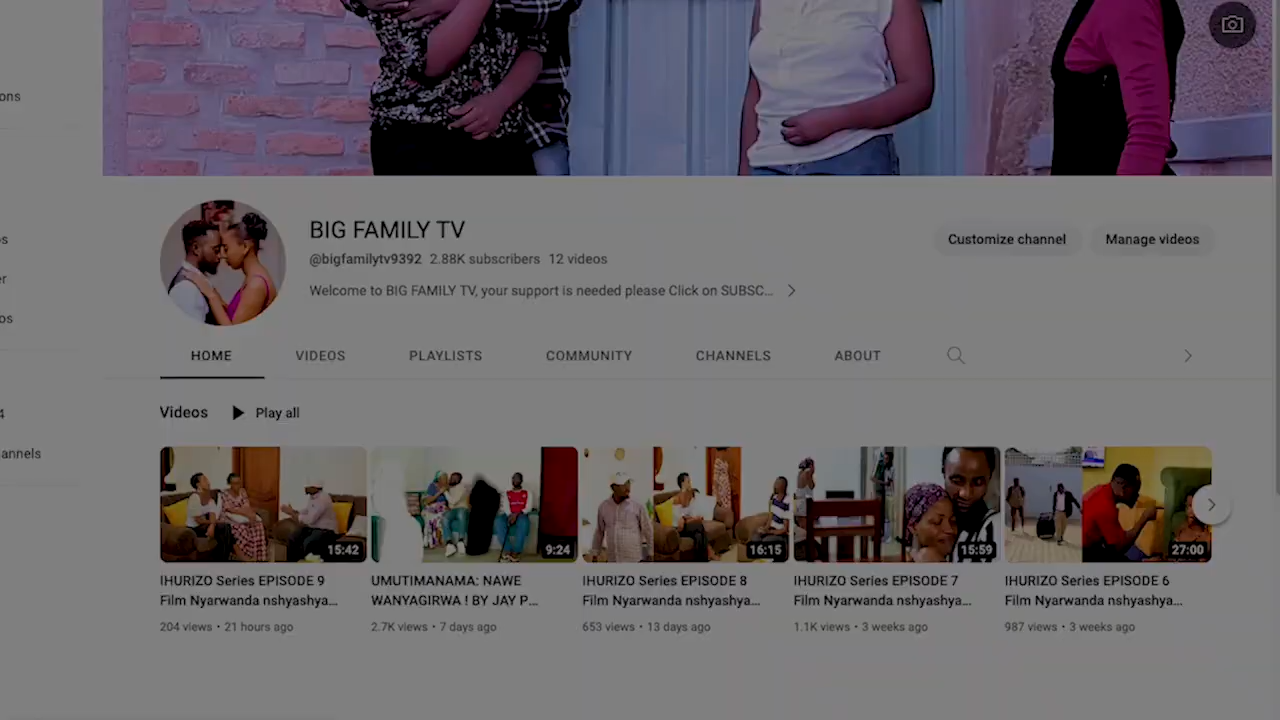 ons
s
er
os
4
annels
BIG FAMILY TV
@bigfamilytv9392 2.88K subscribers 12 videos
Welcome to BIG FAMILY TV, your support is needed please Click on SUBSC...
Customize channel
Manage videos
HOME VIDEOS PLAYLISTS COMMUNITY CHANNELS ABOUT
Videos Play all
15:42
9:24
16:15
15:59
27:00
IHURIZO Series EPISODE 9
Film Nyarwanda nshyashya...
204 views • 21 hours ago
UMUTIMANAMA: NAWE
WANYAGIRWA ! BY JAY P...
2.7K views • 7 days ago
IHURIZO Series EPISODE 8
Film Nyarwanda nshyashya...
653 views • 13 days ago
IHURIZO Series EPISODE 7
Film Nyarwanda nshyashya...
1.1K views • 3 weeks ago
IHURIZO Series EPISODE 6
Film Nyarwanda nshyashya...
987 views • 3 weeks ago